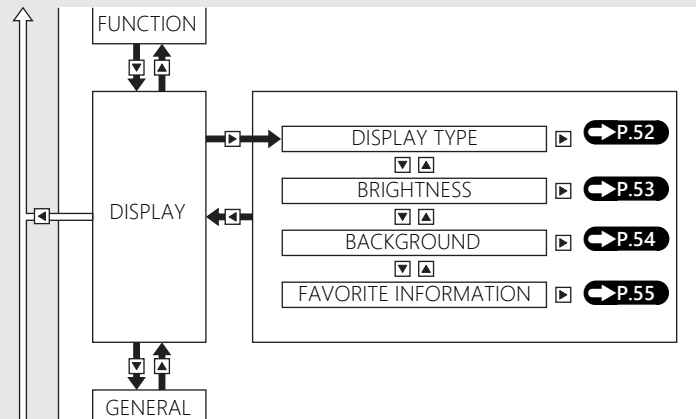 FUNCTION
DISPLAY
DISPLAY TYPE
P.52
BRIGHTNESS
P.53
BACKGROUND
P.54
FAVORITE INFORMATION
P.55
GENERAL